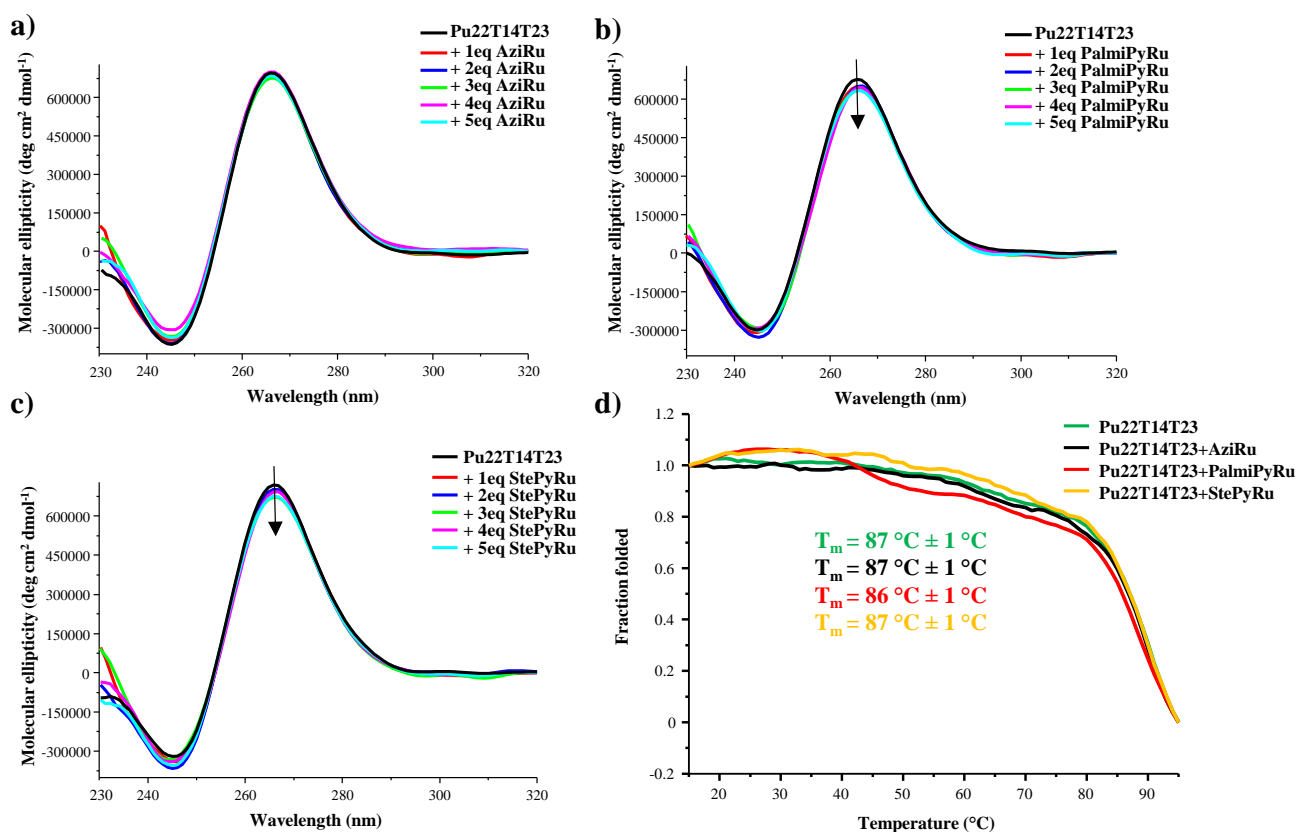 a)
Pu22T14T23
+ 1eq AziRu
+ 2eq AziRu
+ 3eq AziRu
+ 4eq AziRu
+ 5eq AziRu
Molecular ellipticity (deg cm² dmol⁻¹)
600000
450000
300000
150000
0
-150000
-300000
230 240 260 280 300 320
Wavelength (nm)
b)
Pu22T14T23
+ 1eq PalmiPyRu
+ 2eq PalmiPyRu
+ 3eq PalmiPyRu
+ 4eq PalmiPyRu
+ 5eq PalmiPyRu
Molecular ellipticity (deg cm² dmol⁻¹)
600000
450000
300000
150000
0
-150000
-300000
230 240 260 280 300 320
Wavelength (nm)
c)
Pu22T14T23
+ 1eq StePyRu
+ 2eq StePyRu
+ 3eq StePyRu
+ 4eq StePyRu
+ 5eq StePyRu
Molecular ellipticity (deg cm² dmol⁻¹)
600000
450000
300000
150000
0
-150000
-300000
230 240 260 280 300 320
Wavelength (nm)
d)
Pu22T14T23
Pu22T14T23+AziRu
Pu22T14T23+PalmiPyRu
Pu22T14T23+StePyRu
Tm = 87 °C ± 1 °C
Tm = 87 °C ± 1 °C
Tm = 86 °C ± 1 °C
Tm = 87 °C ± 1 °C
Fraction folded
1.2
1.0
0.8
0.6
0.4
0.2
0
-0.2
20 30 40 50 60 70 80 90
Temperature (°C)